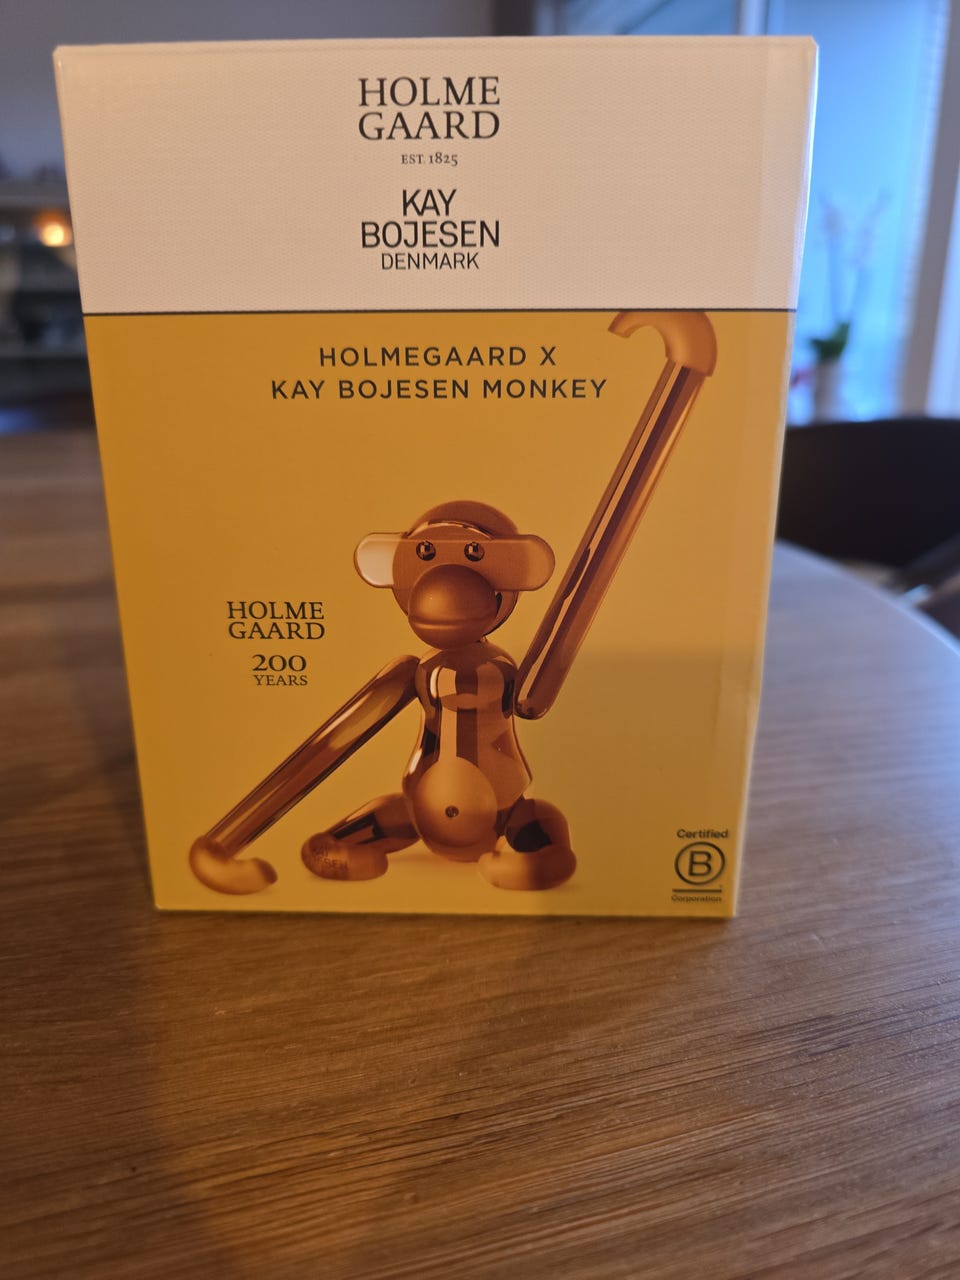 HOLME
GAARD
EST. 1825
KAY
BOJESEN
DENMARK
HOLMEGAARD X
KAY BOJESEN MONKEY
HOLME
GAARD
200
YEARS
Certified
B
Corporation